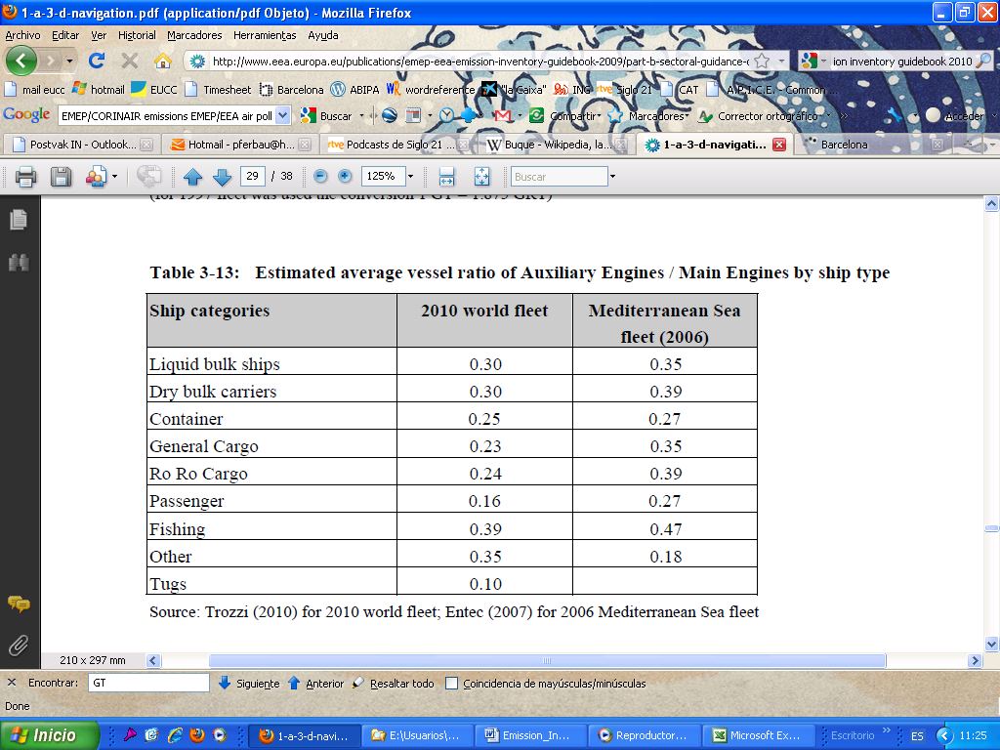 1-a-3-d-navigation.pdf (application/pdf Objeto) - Mozilla Firefox
Archivo Editar Ver Historial Marcadores Herramientas Ayuda
http://www.eea.europa.eu/publications/emep-eea-emission-inventory-guidebook-2009/part-b-sectoral-guidance-c ion inventory guidebook 2010
mail eucc hotmail EUCC Timesheet Barcelona ABIPA wordreference "la Caixa" ING Siglo 21 CAT A.P.I.C.E. - Common ...
Google EMEP/CORINAIR emissions EMEP/EEA air poll Buscar Compartir Marcadores Corrector ortográfico Acceder
Postvak IN - Outlook... Hotmail - pferbau@h... Podcasts de Siglo 21 ... Buque - Wikipedia, la... 1-a-3-d-navigati... Barcelona
29 / 38 125% Buscar
(for 1997 fleet was used the conversion 1 GT = 1.875 GRT)
Table 3-13: Estimated average vessel ratio of Auxiliary Engines / Main Engines by ship type
Ship categories 2010 world fleet Mediterranean Sea
fleet (2006)
Liquid bulk ships 0.30 0.35
Dry bulk carriers 0.30 0.39
Container 0.25 0.27
General Cargo 0.23 0.35
Ro Ro Cargo 0.24 0.39
Passenger 0.16 0.27
Fishing 0.39 0.47
Other 0.35 0.18
Tugs 0.10
Source: Trozzi (2010) for 2010 world fleet; Entec (2007) for 2006 Mediterranean Sea fleet
210 x 297 mm
Encontrar: GT Siguiente Anterior Resaltar todo Coincidencia de mayúsculas/minúsculas
Done
Inicio 1-a-3-d-navi... E:\Usuarios\... Emission_In... Reproductor... Microsoft Ex... Escritorio » ES 11:25